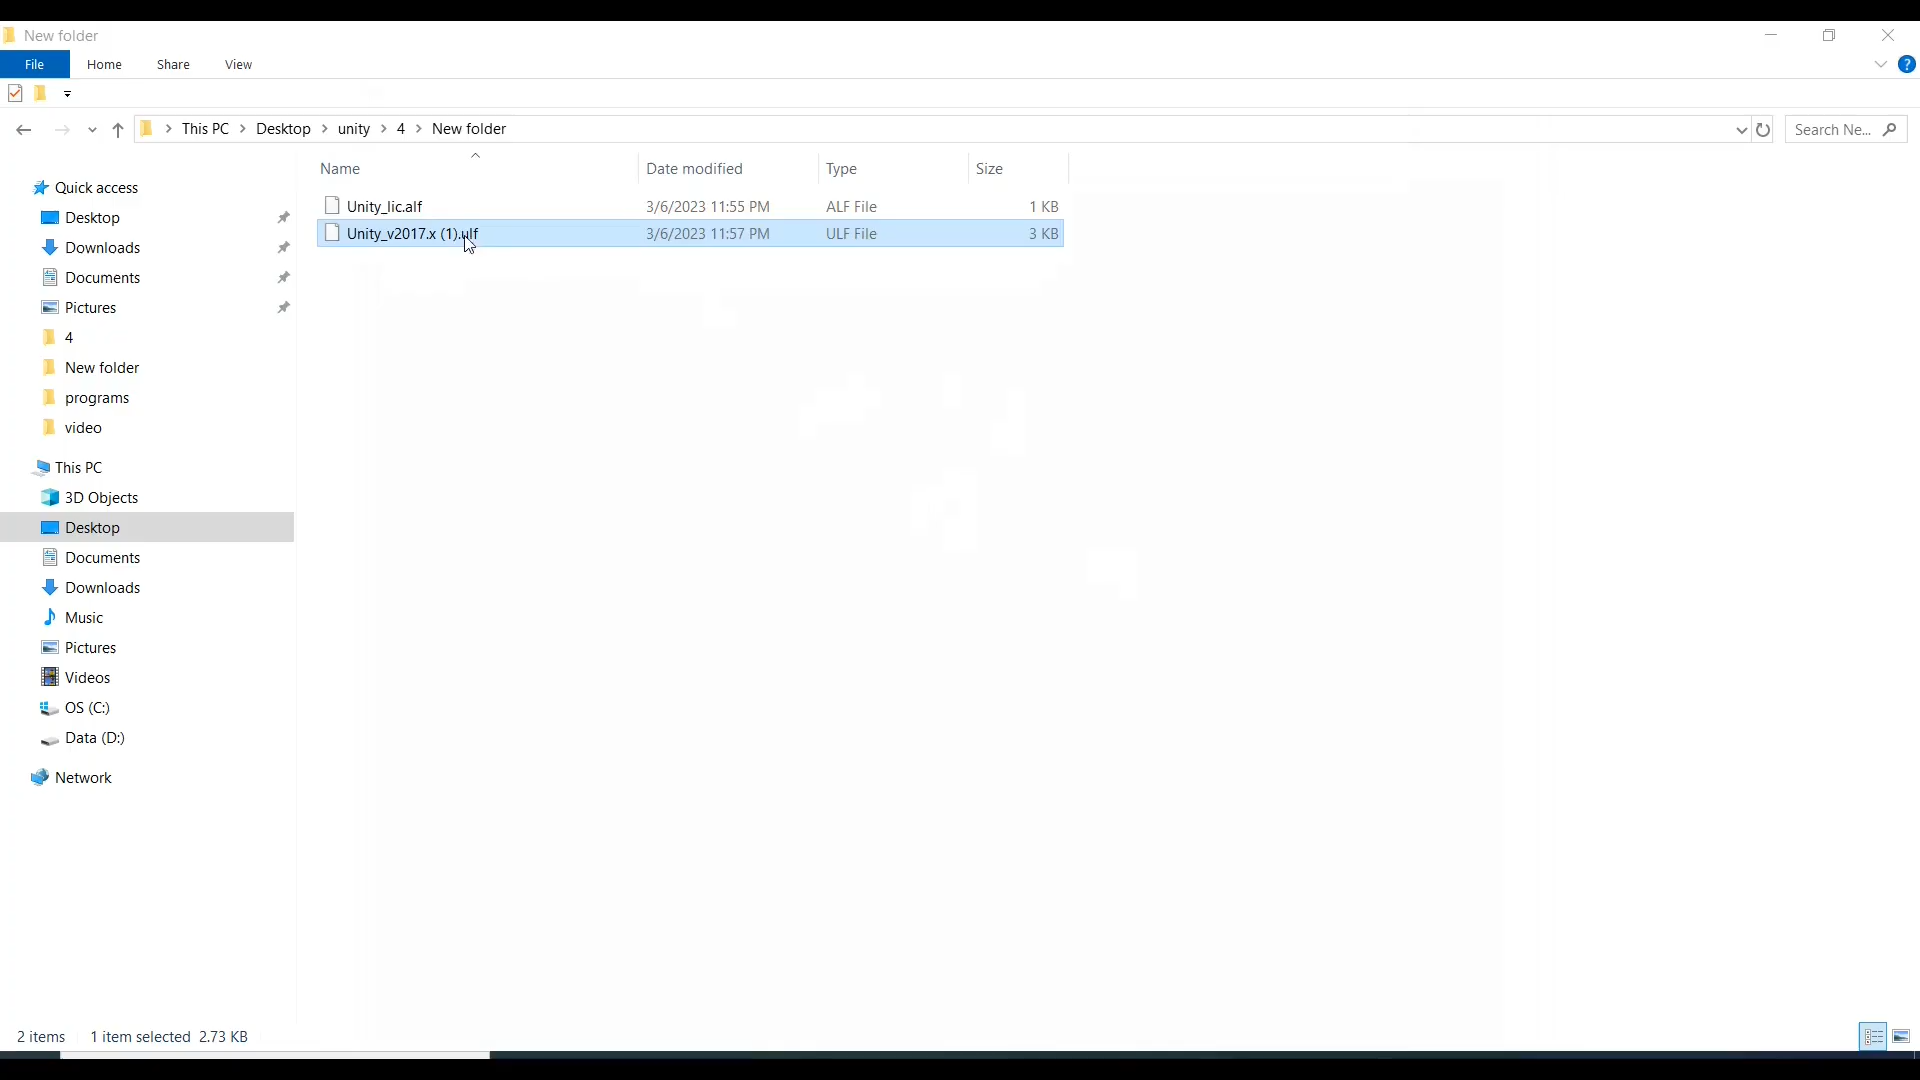 New folder
File Home Share View
?
This PC Desktop unity 4 New folder
Search Ne...
Name Date modified Type Size
Unity_lic.alf 3/6/2023 11:55 PM ALF File 1 KB
Unity_v2017.x (1).ulf 3/6/2023 11:57 PM ULF File 3 KB
Quick access
Desktop
Downloads
Documents
Pictures
4
New folder
programs
video
This PC
3D Objects
Desktop
Documents
Downloads
Music
Pictures
Videos
OS (C:)
Data (D:)
Network
2 items 1 item selected 2.73 KB